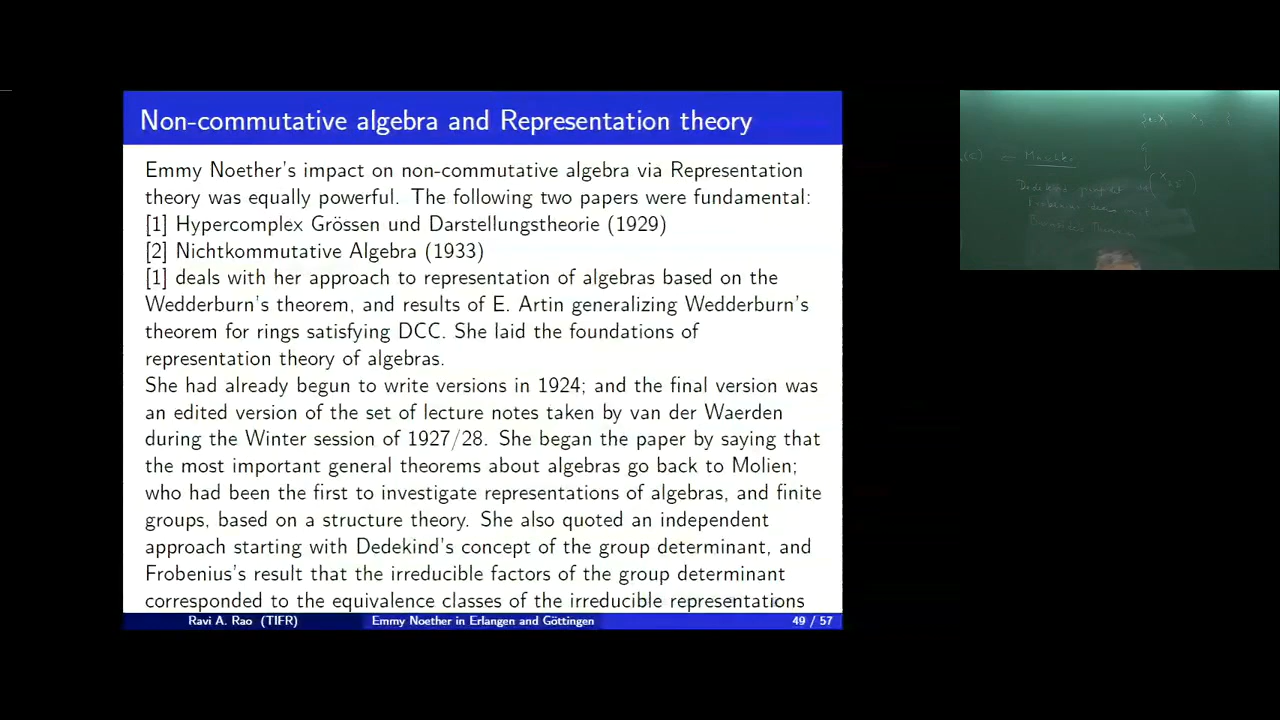 Non-commutative algebra and Representation theory
Emmy Noether's impact on non-commutative algebra via Representation
theory was equally powerful. The following two papers were fundamental:
[1] Hypercomplex Grössen und Darstellungstheorie (1929)
[2] Nichtkommutative Algebra (1933)
[1] deals with her approach to representation of algebras based on the
Wedderburn's theorem, and results of E. Artin generalizing Wedderburn's
theorem for rings satisfying DCC. She laid the foundations of
representation theory of algebras.
She had already begun to write versions in 1924; and the final version was
an edited version of the set of lecture notes taken by van der Waerden
during the Winter session of 1927/28. She began the paper by saying that
the most important general theorems about algebras go back to Molien;
who had been the first to investigate representations of algebras, and finite
groups, based on a structure theory. She also quoted an independent
approach starting with Dedekind's concept of the group determinant, and
Frobenius's result that the irreducible factors of the group determinant
corresponded to the equivalence classes of the irreducible representations
Ravi A. Rao (TIFR) Emmy Noether in Erlangen and Göttingen 49 / 57
Maschke